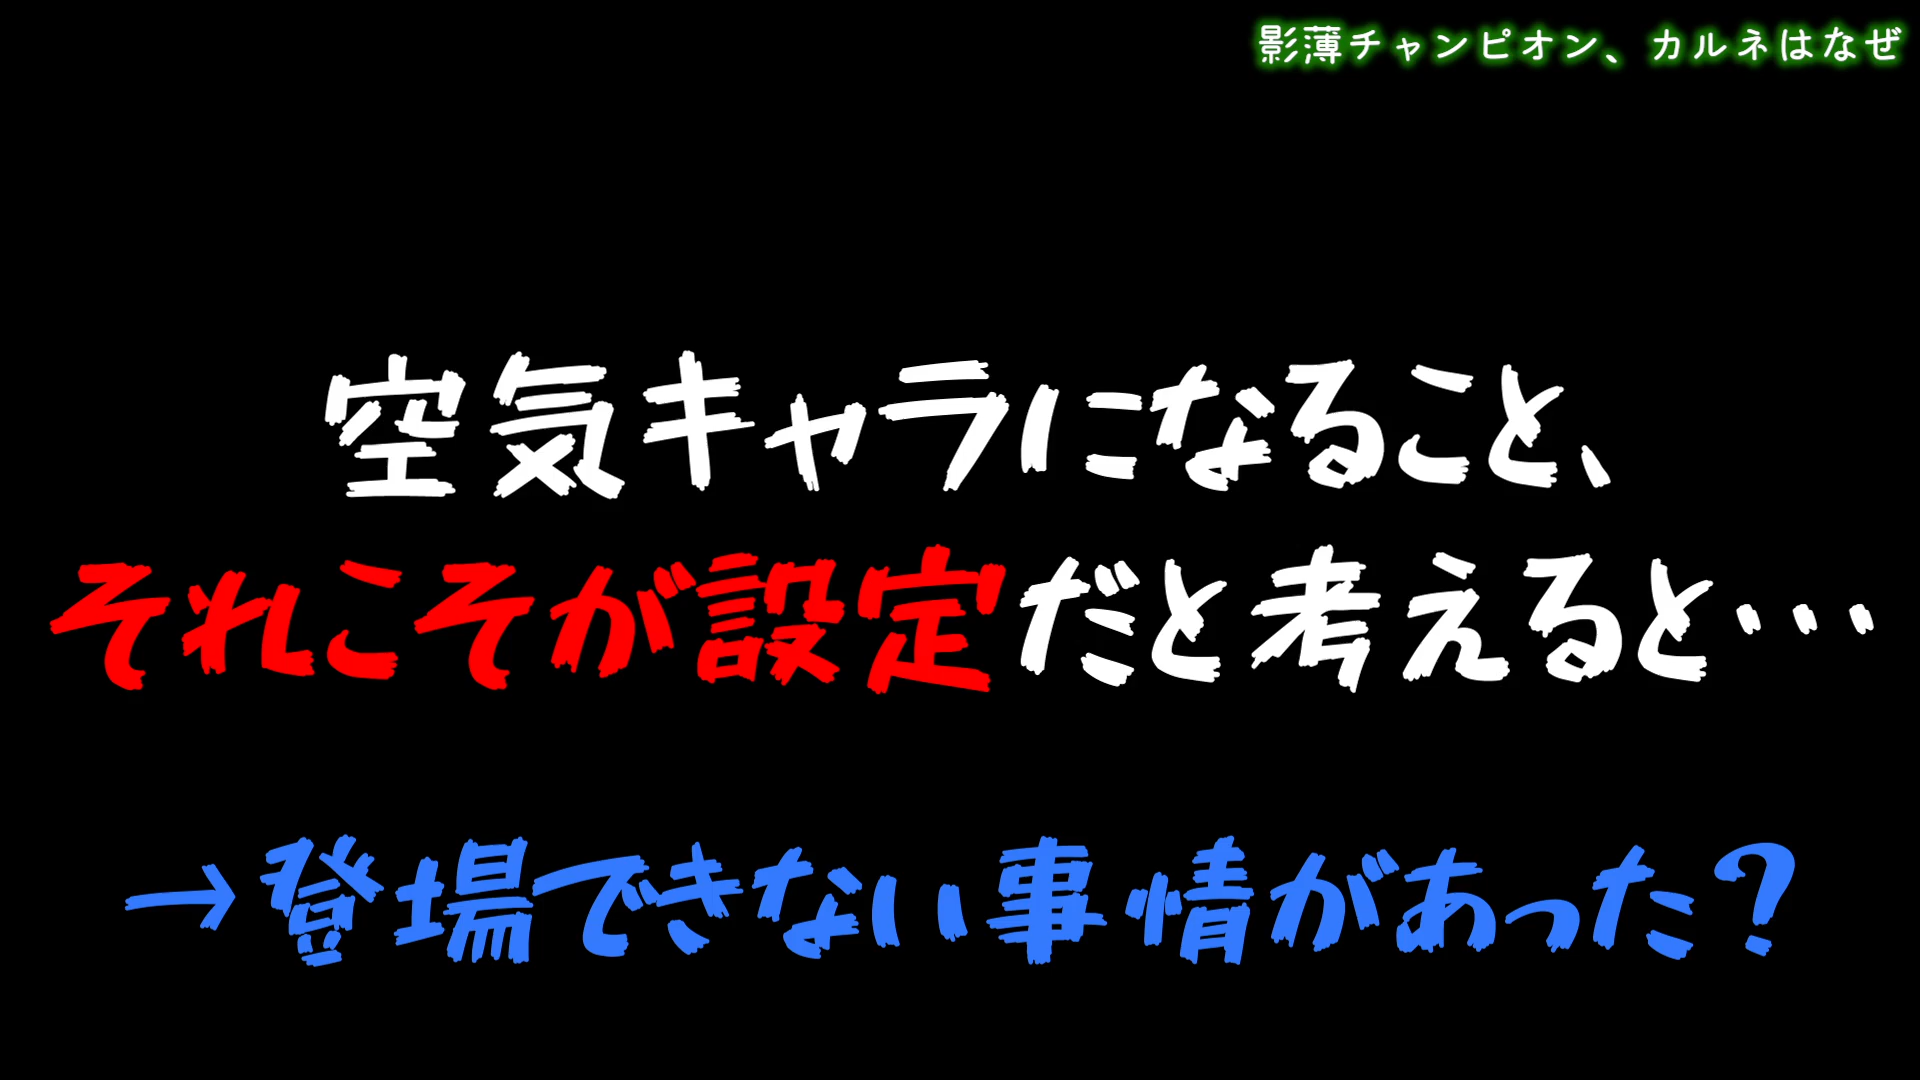 影薄チャンピオン、カルネはなぜ
空気キャラになること、
それこそが設定だと考えると…
→登場できない事情があった？